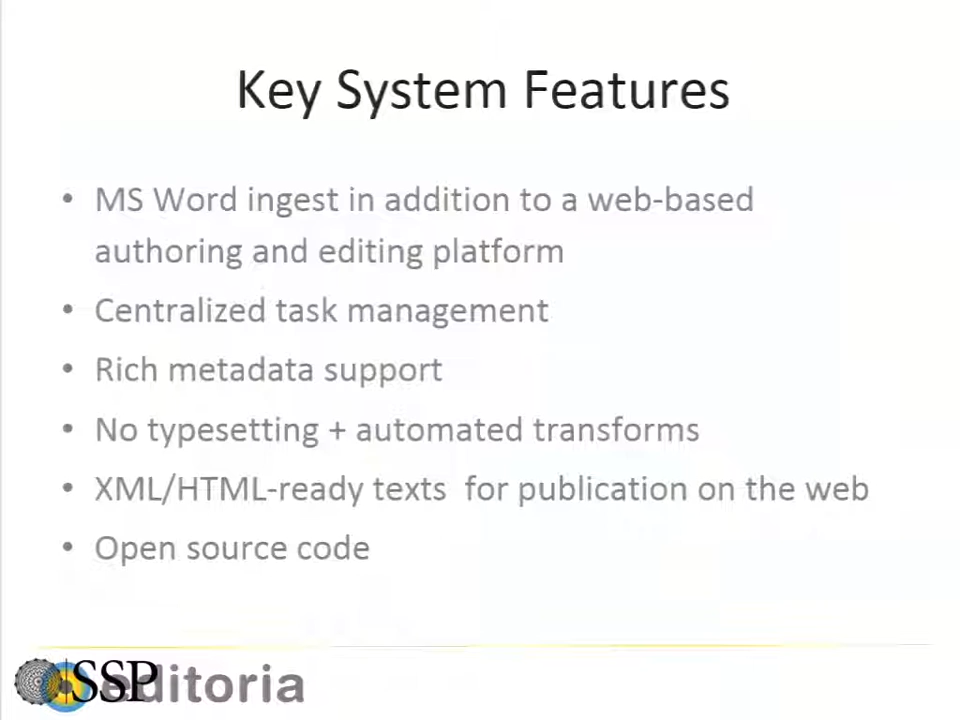 Key System Features
• MS Word ingest in addition to a web-based
authoring and editing platform
• Centralized task management
• Rich metadata support
• No typesetting + automated transforms
• XML/HTML-ready texts for publication on the web
• Open source code
SSP editoria